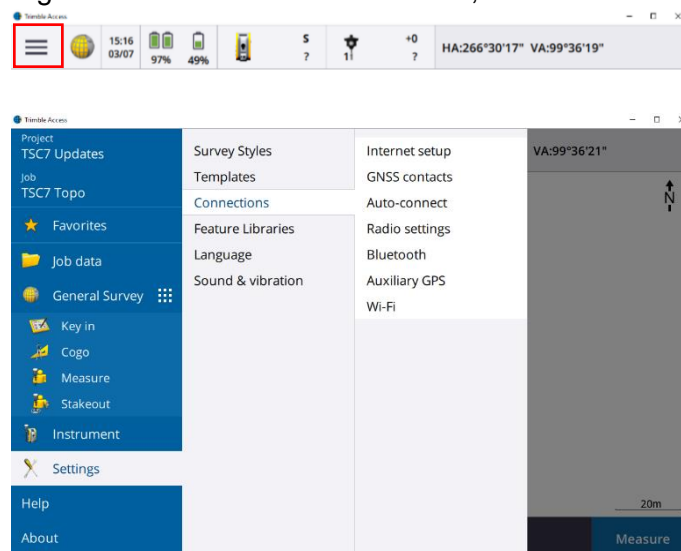 Trimble Access
15:16
03/07
97%
49%
S
?
1
+0
?
HA:266°30'17" VA:99°36'19"
Trimble Access
Project
TSC7 Updates
Job
TSC7 Topo
Favorites
Job data
General Survey
Key in
Cogo
Measure
Stakeout
Instrument
Settings
Help
About
Survey Styles
Templates
Connections
Feature Libraries
Language
Sound & vibration
Internet setup
GNSS contacts
Auto-connect
Radio settings
Bluetooth
Auxiliary GPS
Wi-Fi
VA:99°36'21"
N
20m
Measure